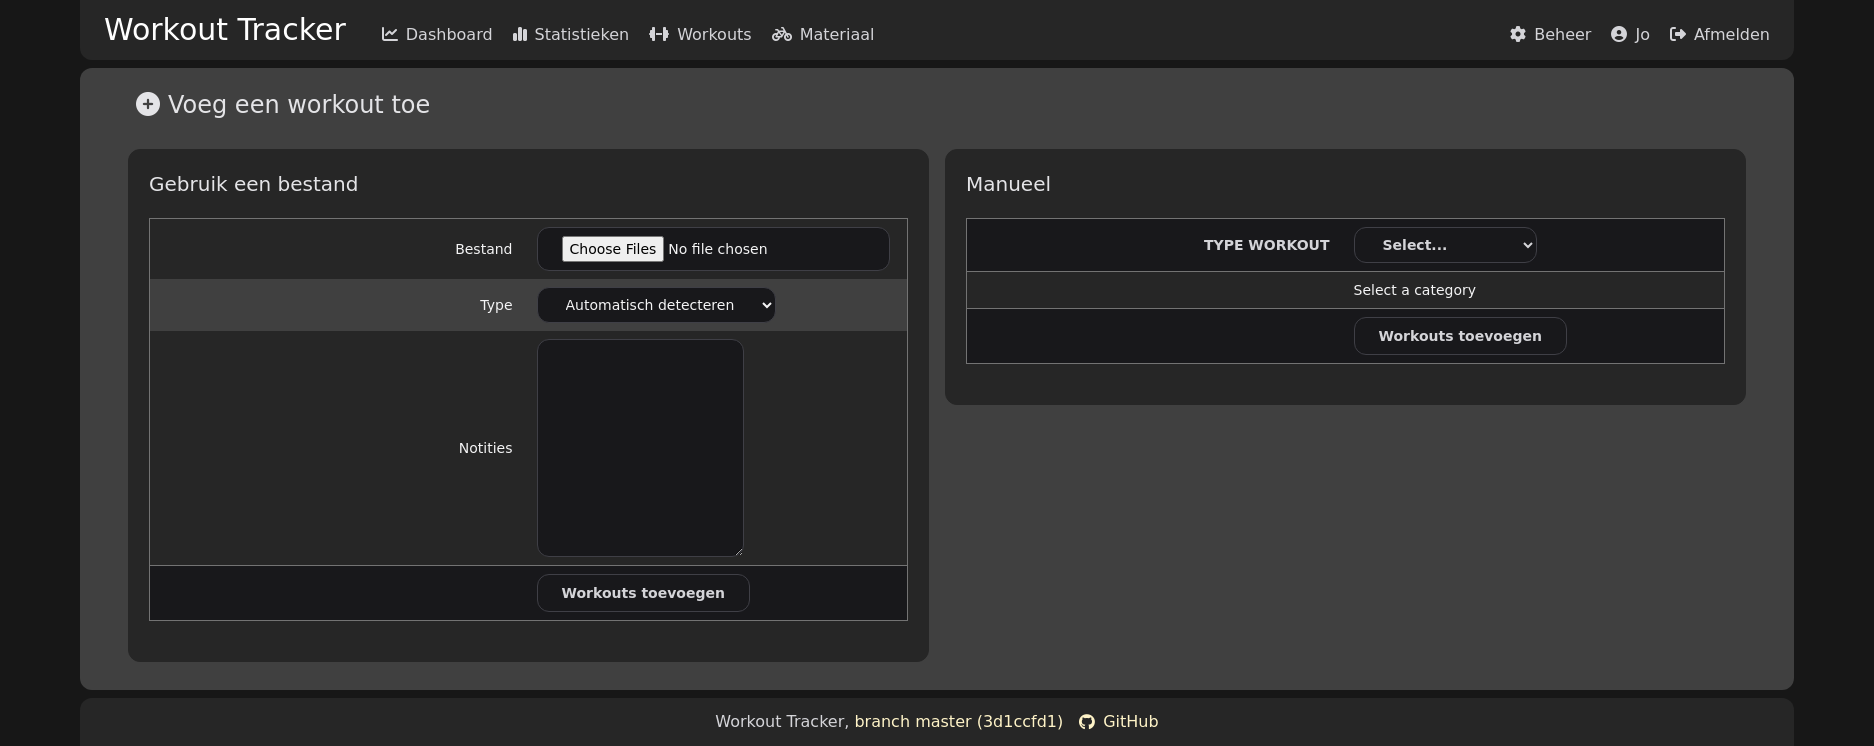 Workout Tracker Dashboard Statistieken Workouts Materiaal Beheer Jo Afmelden
Voeg een workout toe
Gebruik een bestand
Bestand Choose Files No file chosen
Type Automatisch detecteren
Notities
Workouts toevoegen
Manueel
TYPE WORKOUT Select...
Select a category
Workouts toevoegen
Workout Tracker, branch master (3d1ccfd1) GitHub